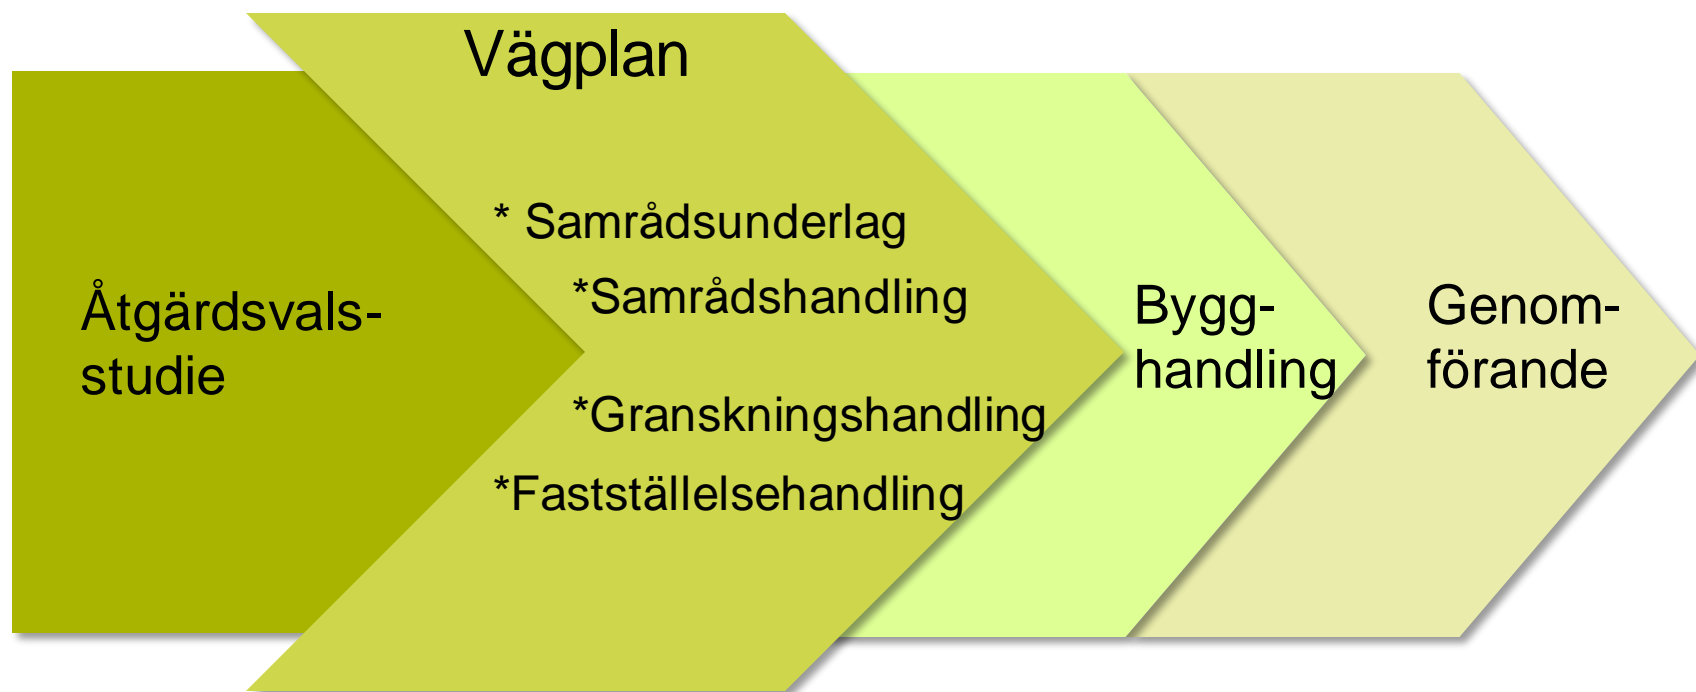 Vägplan
* Samrådsunderlag
*Samrådshandling
*Granskningshandling
*Fastställelsehandling
Åtgärdsvals-
studie
Bygg-
handling
Genom-
förande